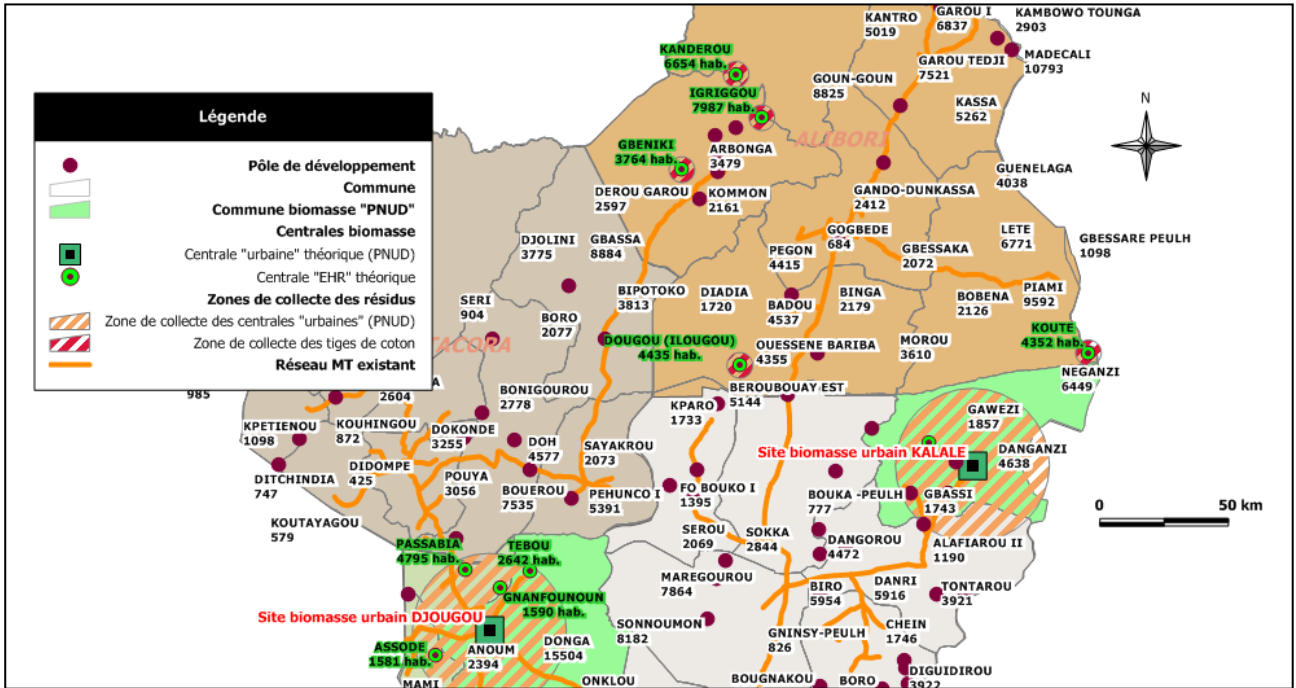 Légende
Pôle de développement
Commune
Commune biomasse "PNUD"
Centrales biomasse
Centrale "urbaine" théorique (PNUD)
Centrale "EHR" théorique
Zones de collecte des résidus
Zone de collecte des centrales "urbaines" (PNUD)
Zone de collecte des tiges de coton
Réseau MT existant
KANTRO
5019
GAROU I
6837
KAMBOWO TOUNGA
2903
MADECALI
10793
KANDEROU
6654 hab.
GAROU TEDJI
7521
GOUN-GOUN
8825
IGRIGGOU
7987 hab.
KASSA
5262
N
ALIBORI
GBENIKI
3764 hab.
ARBONGA
3479
GUENELAGA
4038
DEROU GAROU
2597
KOMMON
2161
GANDO-DUNKASSA
2412
DJOLINI
3775
GBASSA
8884
GOGBEDE
684
LETE
6771
GBESSARE PEULH
1098
PEGON
4415
GBESSAKA
2072
BIPOTOKO
3813
DIADIA
1720
BADOU
4537
BINGA
2179
BOBENA
2126
PIAMI
9592
SERI
904
BORO
2077
TACORA
DOUGOU (ILOUGOU)
4435 hab.
OUESSENE BARIBA
4355
MOROU
3610
KOUTE
4352 hab.
NEGANZI
6449
985
A
2604
BONIGOUROU
2778
BEROUBOUAY EST
5144
KPARO
1733
GAWEZI
1857
KPETIENOU
1098
KOUHINGOU
872
DOKONDE
3255
DOH
4577
SAYAKROU
2073
Site biomasse urbain KALALE
DANGANZI
4638
DITCHINDIA
747
DIDOMPE
425
POUYA
3056
BOUEROU
7535
PEHUNCO I
5391
FO BOUKO I
1395
BOUKA -PEULH
777
GBASSI
1743
0 50 km
KOUTAYAGOU
579
SEROU
2069
SOKKA
2844
DANGOROU
4472
ALAFIAROU II
1190
PASSABIA
4795 hab.
TEBOU
2642 hab.
MAREGOUROU
7864
BIRO
5954
DANRI
5916
TONTAROU
3921
GNANFOUNOUN
1590 hab.
Site biomasse urbain DJOUGOU
SONNOUMON
8182
GNINSY-PEULH
826
CHEIN
1746
ASSODE
1581 hab.
ANOUM
2394
DONGA
15504
DIGUIDIROU
3922
MAMI
ONKLOU
BOUGNAKOU
BORO